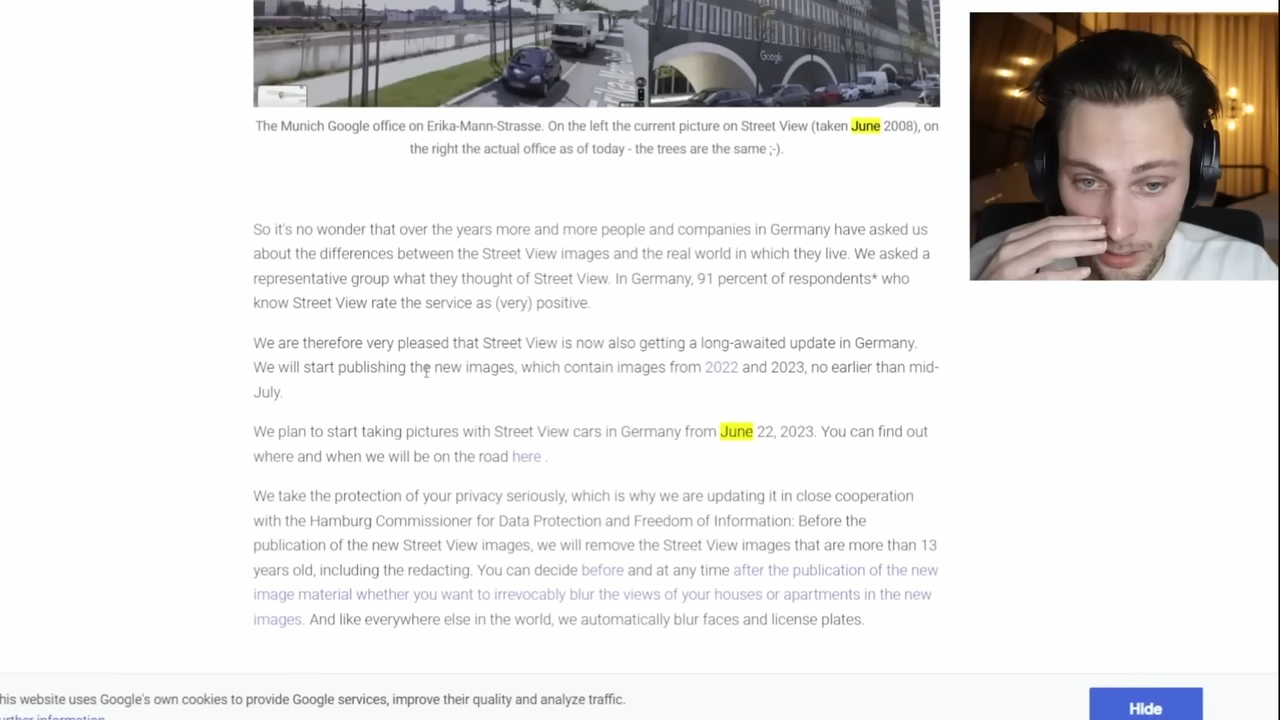 Google
The Munich Google office on Erika-Mann-Strasse. On the left the current picture on Street View (taken June 2008), on
the right the actual office as of today - the trees are the same ;-).
So it's no wonder that over the years more and more people and companies in Germany have asked us
about the differences between the Street View images and the real world in which they live. We asked a
representative group what they thought of Street View. In Germany, 91 percent of respondents* who
know Street View rate the service as (very) positive.
We are therefore very pleased that Street View is now also getting a long-awaited update in Germany.
We will start publishing the new images, which contain images from 2022 and 2023, no earlier than mid-
July.
We plan to start taking pictures with Street View cars in Germany from June 22, 2023. You can find out
where and when we will be on the road here .
We take the protection of your privacy seriously, which is why we are updating it in close cooperation
with the Hamburg Commissioner for Data Protection and Freedom of Information: Before the
publication of the new Street View images, we will remove the Street View images that are more than 13
years old, including the redacting. You can decide before and at any time after the publication of the new
image material whether you want to irrevocably blur the views of your houses or apartments in the new
images. And like everywhere else in the world, we automatically blur faces and license plates.
his website uses Google's own cookies to provide Google services, improve their quality and analyze traffic.
urther information
Hide